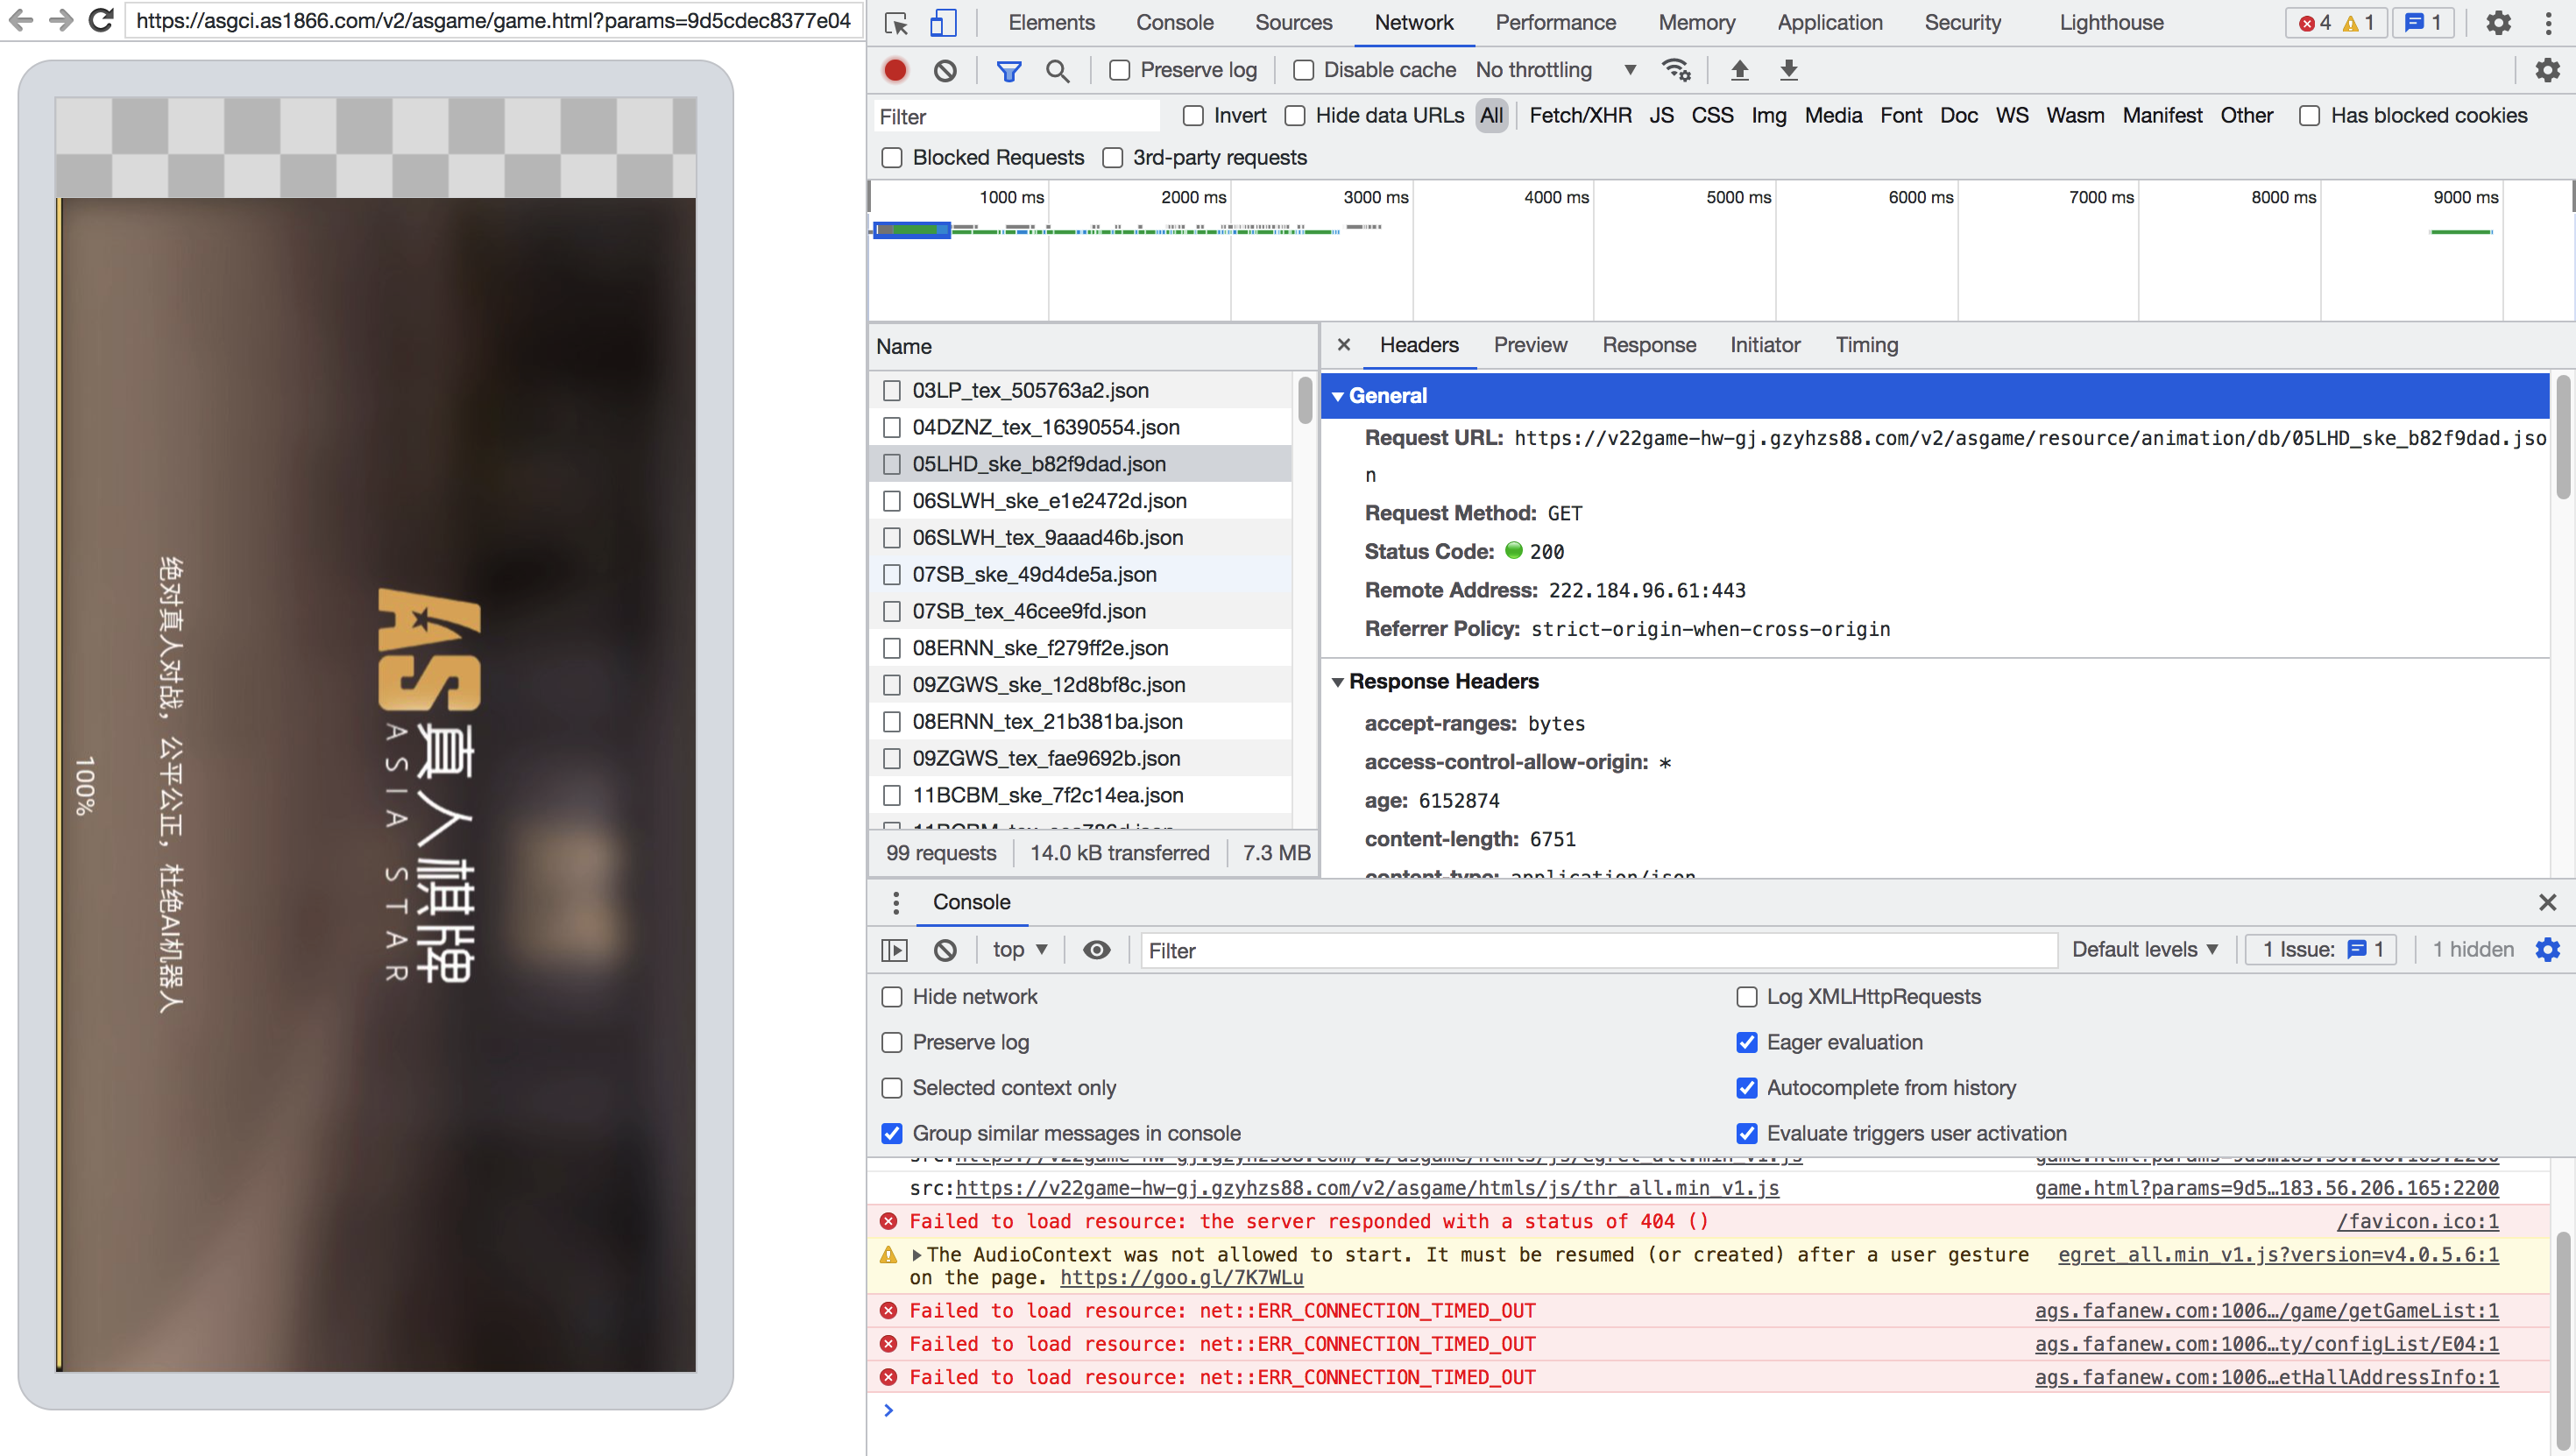 https://asgci.as1866.com/v2/asgame/game.html?params=9d5cdec8377e04
AS
真人棋牌
ASIA STAR
绝对真人对战，公平公正，杜绝AI机器人
100%
Elements Console Sources Network Performance Memory Application Security Lighthouse 4 1 1
Preserve log Disable cache No throttling
Filter Invert Hide data URLs All Fetch/XHR JS CSS Img Media Font Doc WS Wasm Manifest Other Has blocked cookies
Blocked Requests 3rd-party requests
1000 ms 2000 ms 3000 ms 4000 ms 5000 ms 6000 ms 7000 ms 8000 ms 9000 ms
Name
03LP_tex_505763a2.json
04DZNZ_tex_16390554.json
05LHD_ske_b82f9dad.json
06SLWH_ske_e1e2472d.json
06SLWH_tex_9aaad46b.json
07SB_ske_49d4de5a.json
07SB_tex_46cee9fd.json
08ERNN_ske_f279ff2e.json
09ZGWS_ske_12d8bf8c.json
08ERNN_tex_21b381ba.json
09ZGWS_tex_fae9692b.json
11BCBM_ske_7f2c14ea.json
99 requests 14.0 kB transferred 7.3 MB
Headers Preview Response Initiator Timing
General
Request URL: https://v22game-hw-gj.gzyhzs88.com/v2/asgame/resource/animation/db/05LHD_ske_b82f9dad.jso
n
Request Method: GET
Status Code: 200
Remote Address: 222.184.96.61:443
Referrer Policy: strict-origin-when-cross-origin
Response Headers
accept-ranges: bytes
access-control-allow-origin: *
age: 6152874
content-length: 6751
content-type: application/json
Console
top Filter Default levels 1 Issue: 1 1 hidden
Hide network Log XMLHttpRequests
Preserve log Eager evaluation
Selected context only Autocomplete from history
Group similar messages in console Evaluate triggers user activation
src:https://v22game-hw-gj.gzyhzs88.com/v2/asgame/htmls/js/egret_all.min_v1.js game.html?params=9d5…183.56.206.165:2200
src:https://v22game-hw-gj.gzyhzs88.com/v2/asgame/htmls/js/thr_all.min_v1.js game.html?params=9d5…183.56.206.165:2200
Failed to load resource: the server responded with a status of 404 () /favicon.ico:1
The AudioContext was not allowed to start. It must be resumed (or created) after a user gesture egret_all.min_v1.js?version=v4.0.5.6:1
on the page. https://goo.gl/7K7WLu
Failed to load resource: net::ERR_CONNECTION_TIMED_OUT ags.fafanew.com:1006…/game/getGameList:1
Failed to load resource: net::ERR_CONNECTION_TIMED_OUT ags.fafanew.com:1006…ty/configList/E04:1
Failed to load resource: net::ERR_CONNECTION_TIMED_OUT ags.fafanew.com:1006…etHallAddressInfo:1